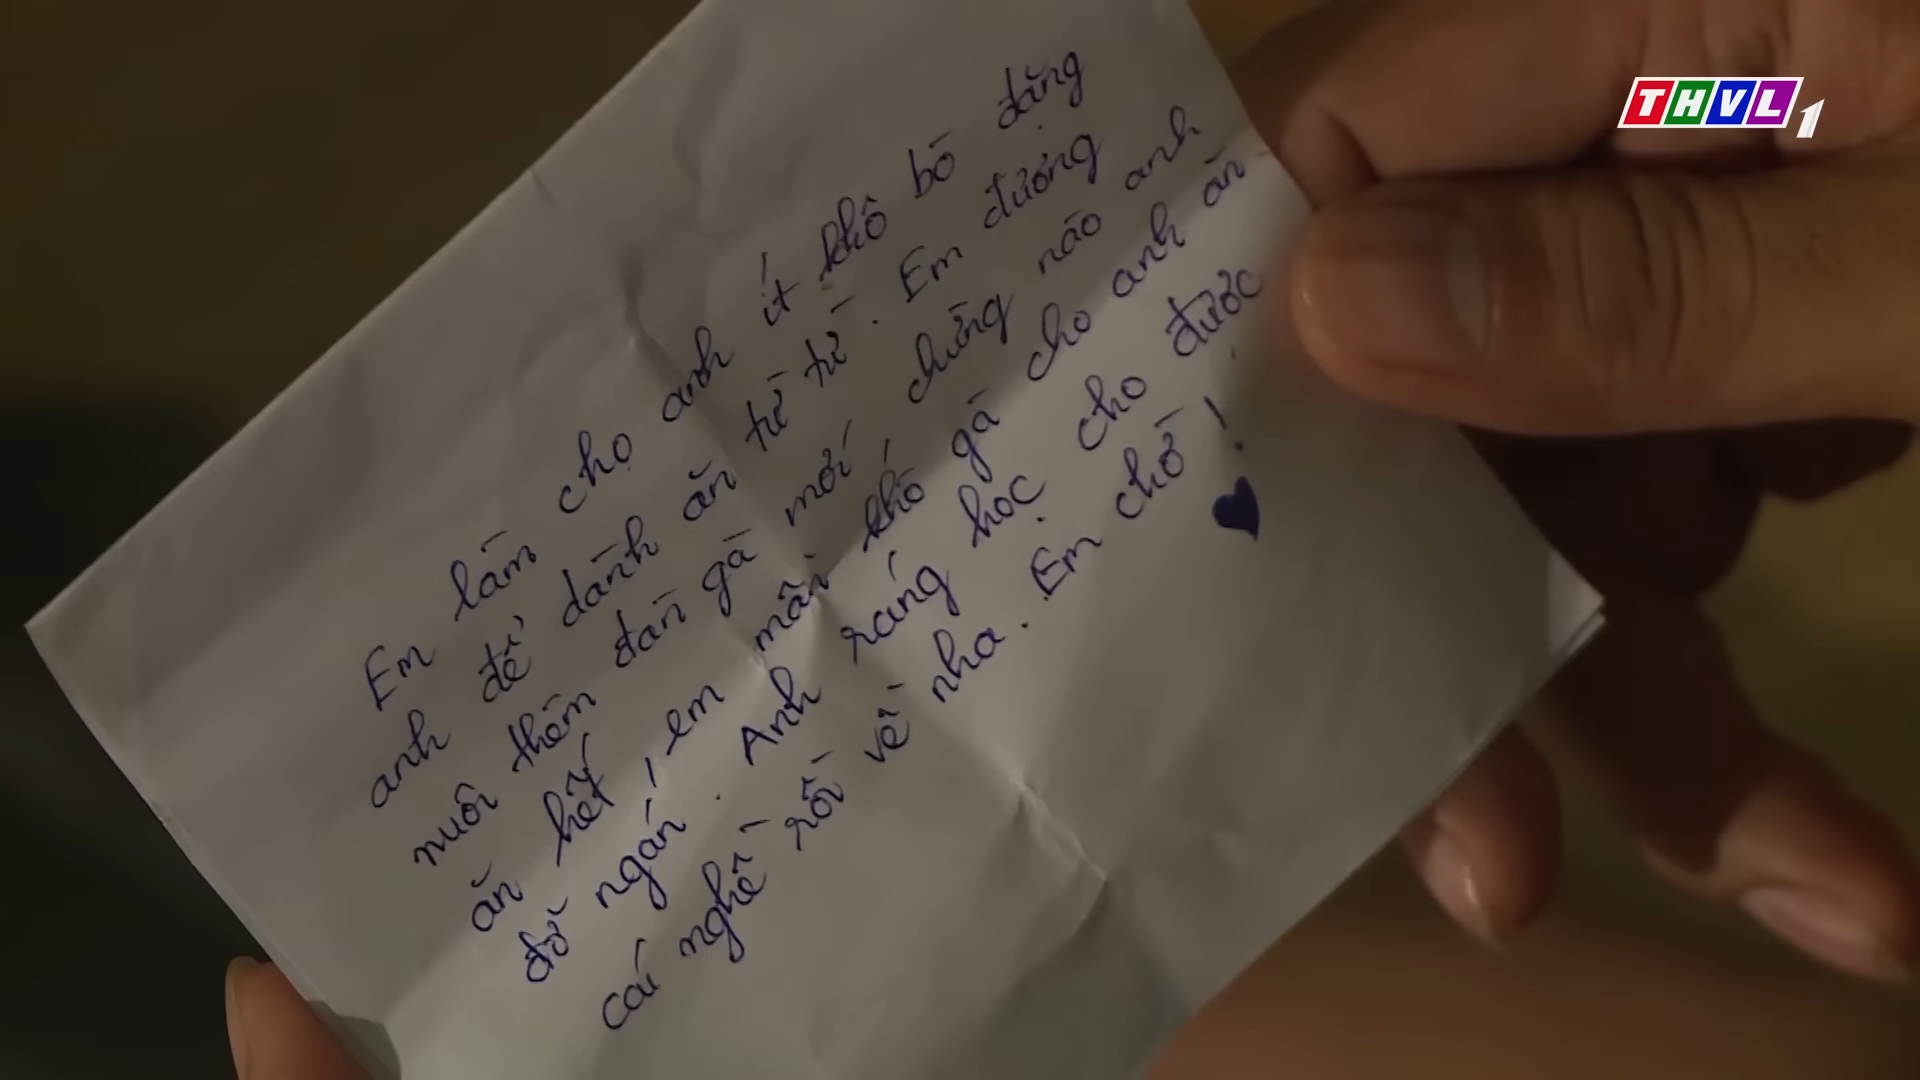 THVL1
Em làm cho anh ít khô bò đặng
anh để dành ăn từ từ. Em đương
nuôi thêm đàn gà mới, chừng nào anh
ăn hết, em mần khô gà cho anh ăn
đỡ ngán. Anh ráng học cho được
cái nghề rồi về nha. Em chờ!